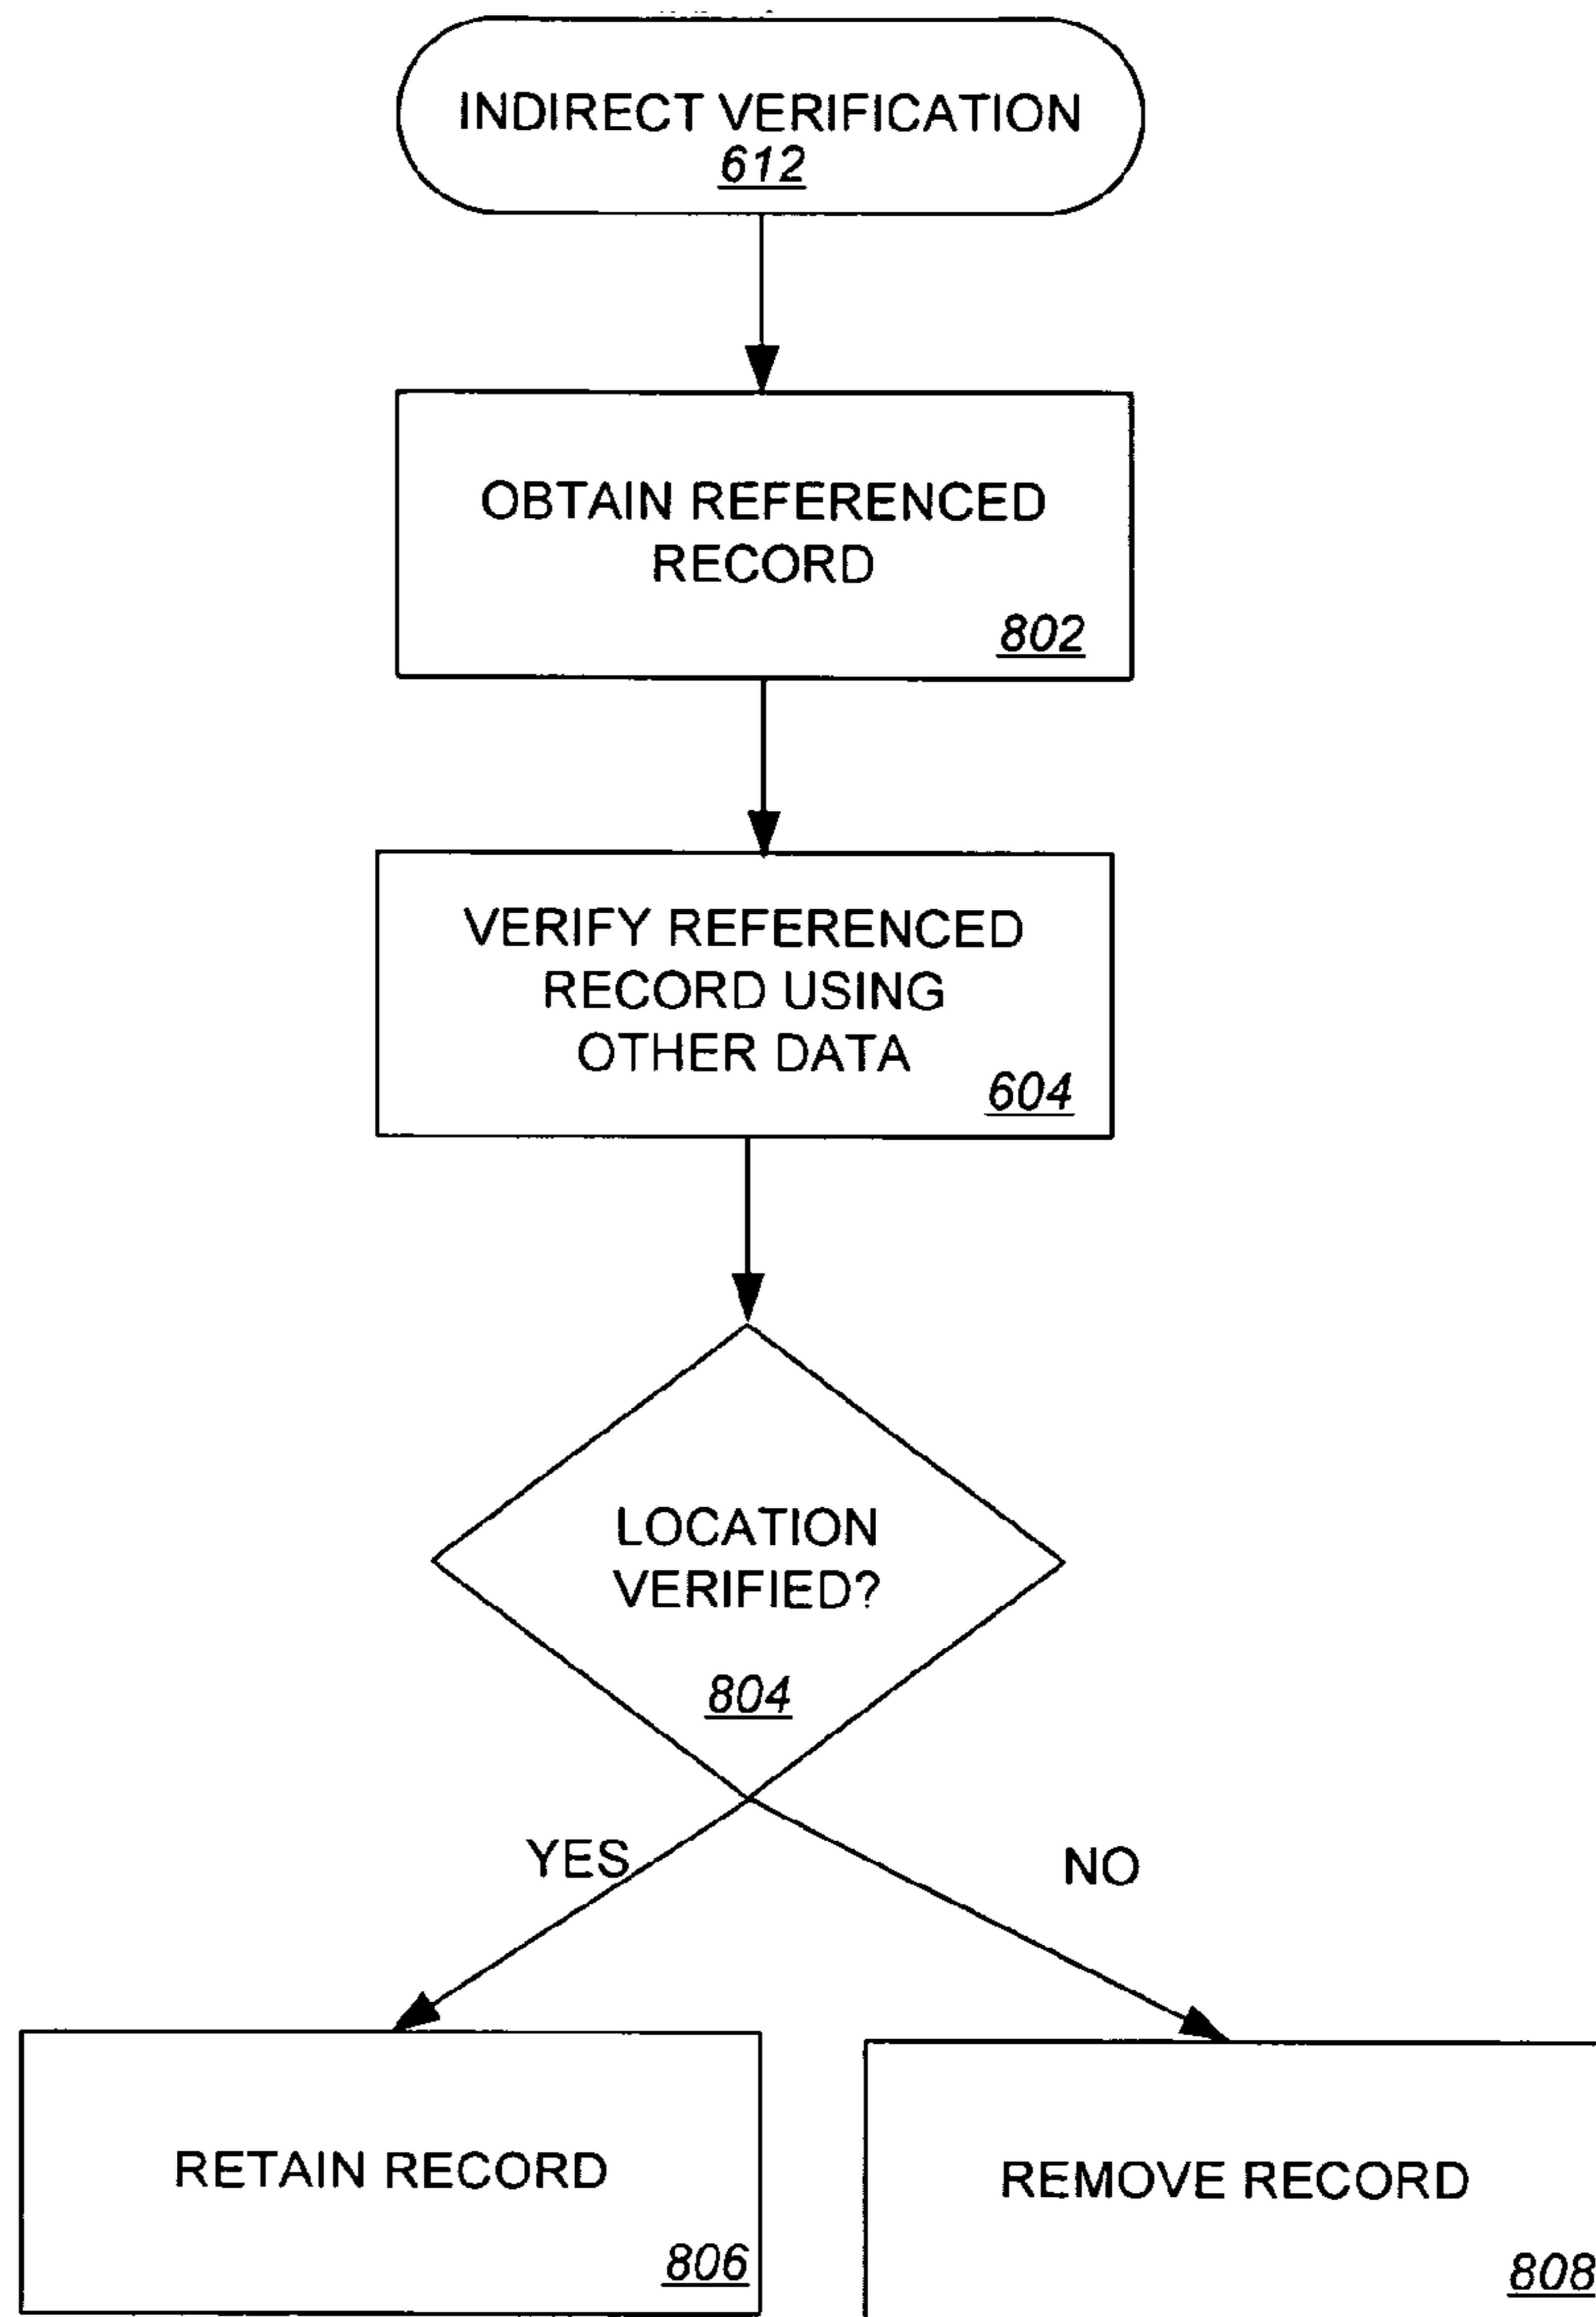 INDIRECT VERIFICATION
612
OBTAIN REFERENCED
RECORD
802
VERIFY REFERENCED
RECORD USING
OTHER DATA
604
LOCATION
VERIFIED?
804
YES
NO
RETAIN RECORD
806
REMOVE RECORD
808